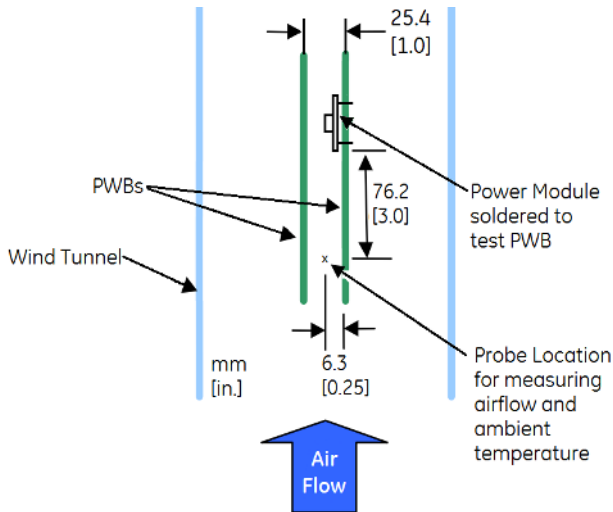 25.4
[1.0]
PWBs
76.2
[3.0]
Power Module
soldered to
test PWB
Wind Tunnel
x
mm
[in.]
6.3
[0.25]
Probe Location
for measuring
airflow and
ambient
temperature
Air
Flow